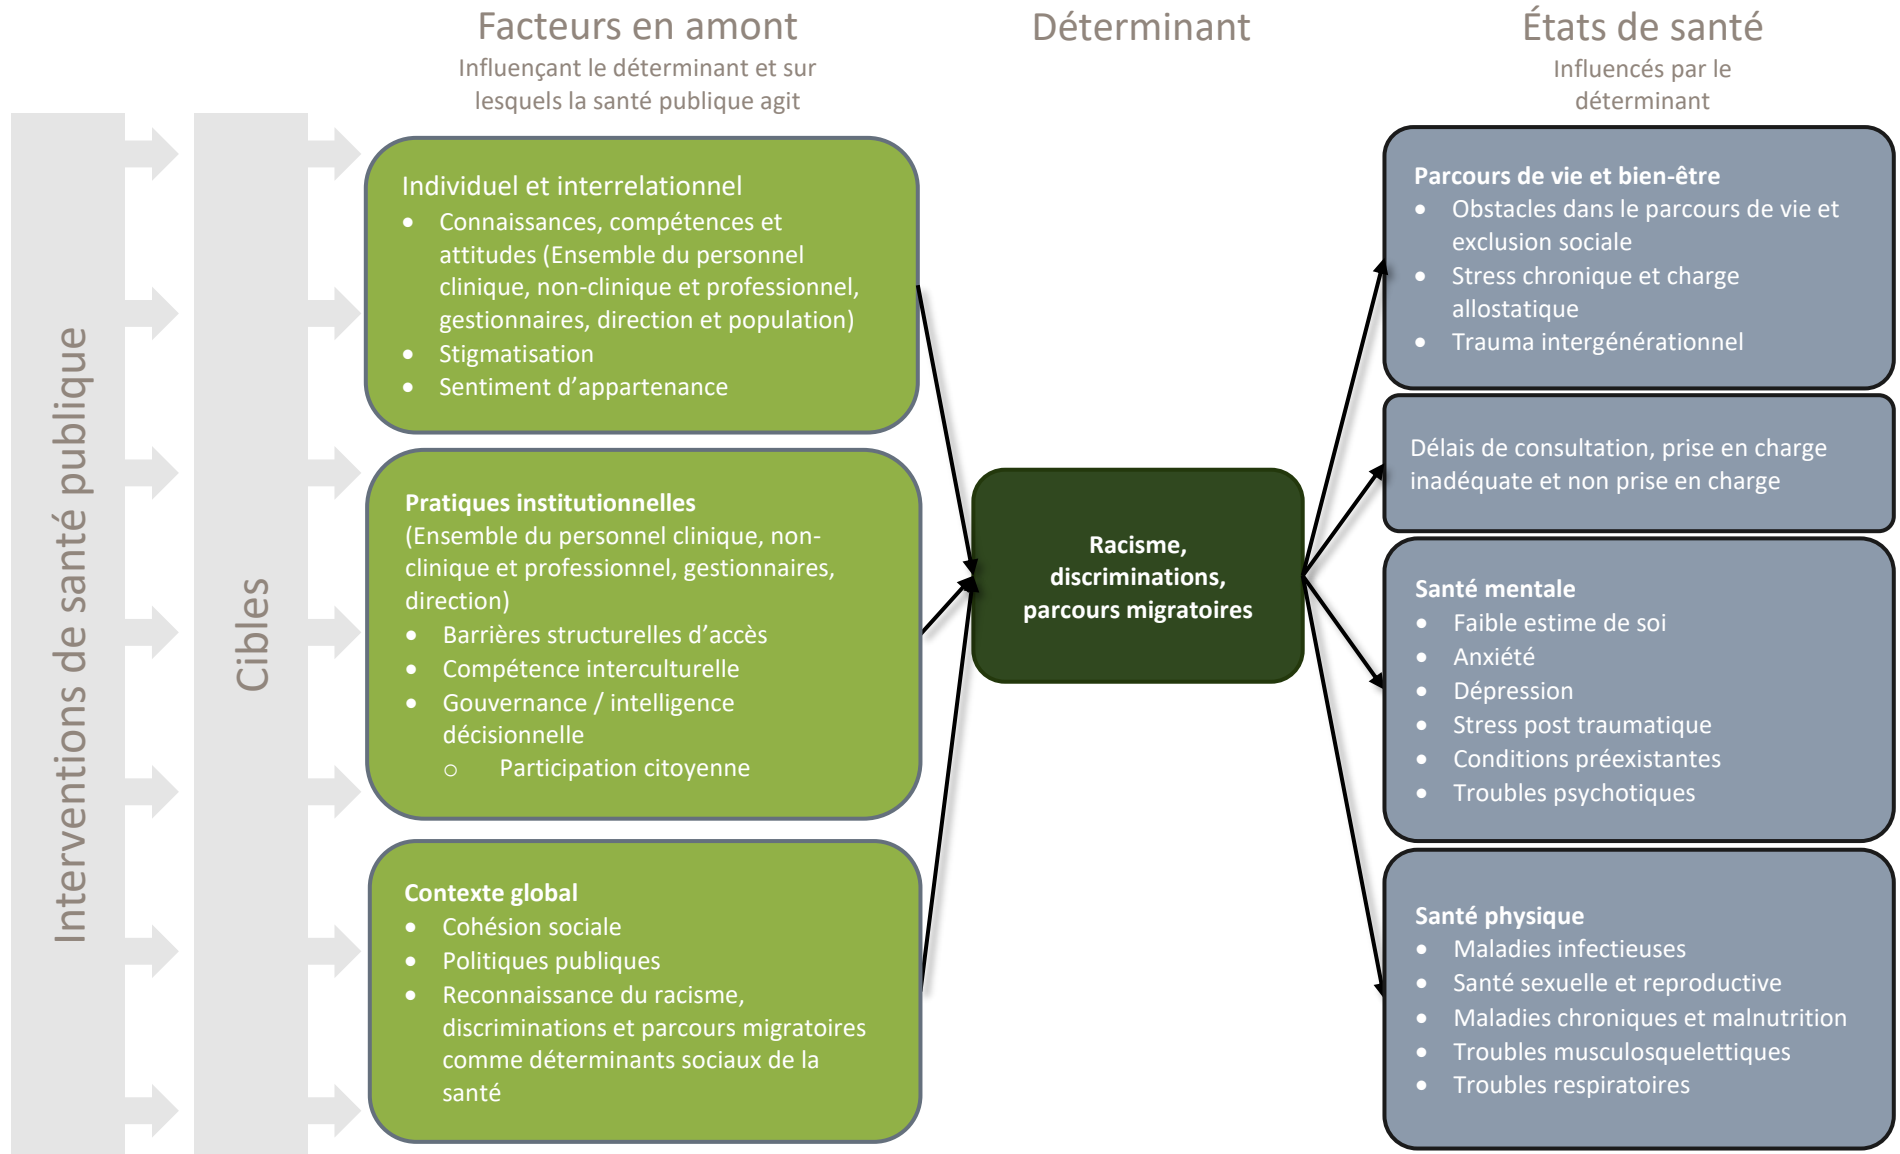 Facteurs en amont
Influençant le déterminant et sur
lesquels la santé publique agit
Déterminant
États de santé
Influencés par le
déterminant
Interventions de santé publique
Cibles
Individuel et interrelationnel
• Connaissances, compétences et
attitudes (Ensemble du personnel
clinique, non-clinique et professionnel,
gestionnaires, direction et population)
• Stigmatisation
• Sentiment d’appartenance
Pratiques institutionnelles
(Ensemble du personnel clinique, non-
clinique et professionnel, gestionnaires,
direction)
• Barrières structurelles d’accès
• Compétence interculturelle
• Gouvernance / intelligence
décisionnelle
o Participation citoyenne
Contexte global
• Cohésion sociale
• Politiques publiques
• Reconnaissance du racisme,
discriminations et parcours migratoires
comme déterminants sociaux de la
santé
Racisme,
discriminations,
parcours migratoires
Parcours de vie et bien-être
• Obstacles dans le parcours de vie et
exclusion sociale
• Stress chronique et charge
allostatique
• Trauma intergénérationnel
Délais de consultation, prise en charge
inadéquate et non prise en charge
Santé mentale
• Faible estime de soi
• Anxiété
• Dépression
• Stress post traumatique
• Conditions préexistantes
• Troubles psychotiques
Santé physique
• Maladies infectieuses
• Santé sexuelle et reproductive
• Maladies chroniques et malnutrition
• Troubles musculosquelettiques
• Troubles respiratoires